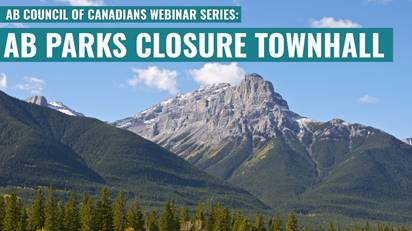 AB COUNCIL OF CANADIANS WEBINAR SERIES:
AB PARKS CLOSURE TOWNHALL